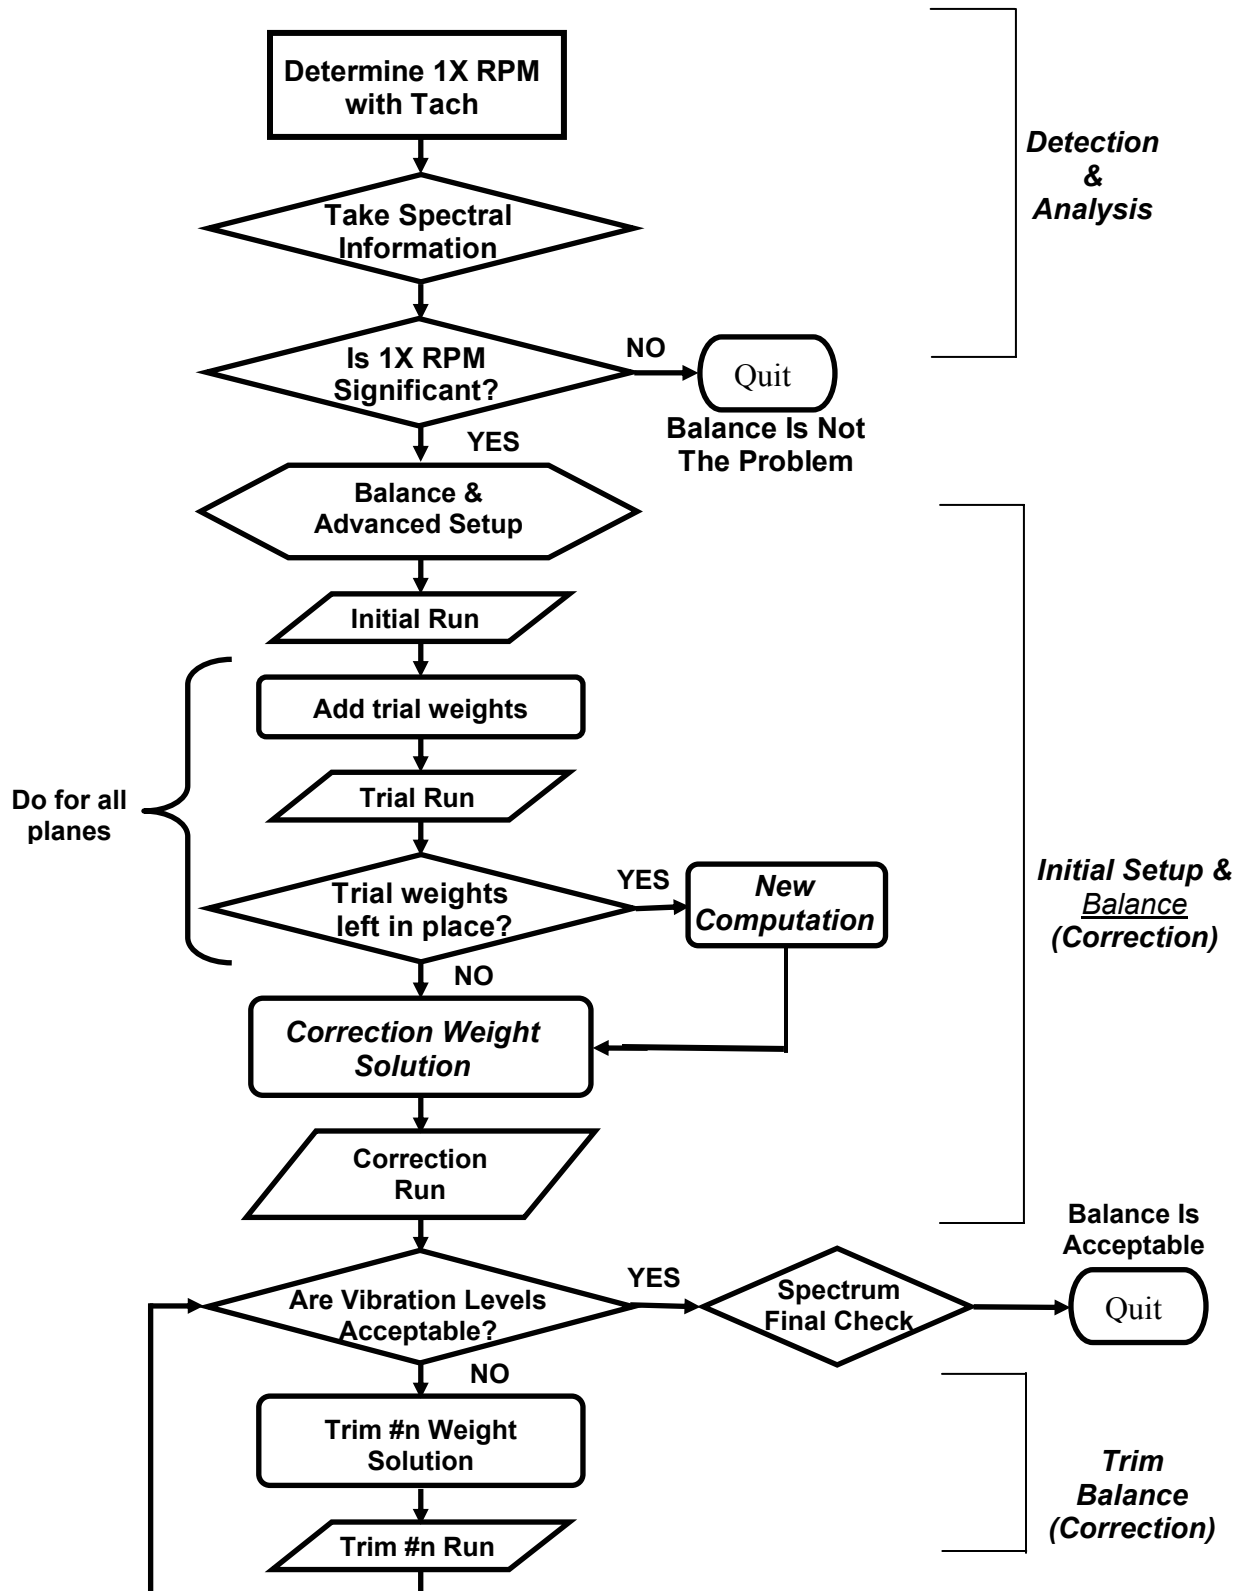 Determine 1X RPM
with Tach
Detection
&
Analysis
Take Spectral
Information
Is 1X RPM
Significant?
NO
Quit
Balance Is Not
The Problem
YES
Balance &
Advanced Setup
Initial Run
Add trial weights
Do for all
planes
Trial Run
Trial weights
left in place?
YES
New
Computation
Initial Setup &
Balance
(Correction)
NO
Correction Weight
Solution
Correction
Run
Balance Is
Acceptable
Are Vibration Levels
Acceptable?
YES
Spectrum
Final Check
Quit
NO
Trim #n Weight
Solution
Trim
Balance
(Correction)
Trim #n Run